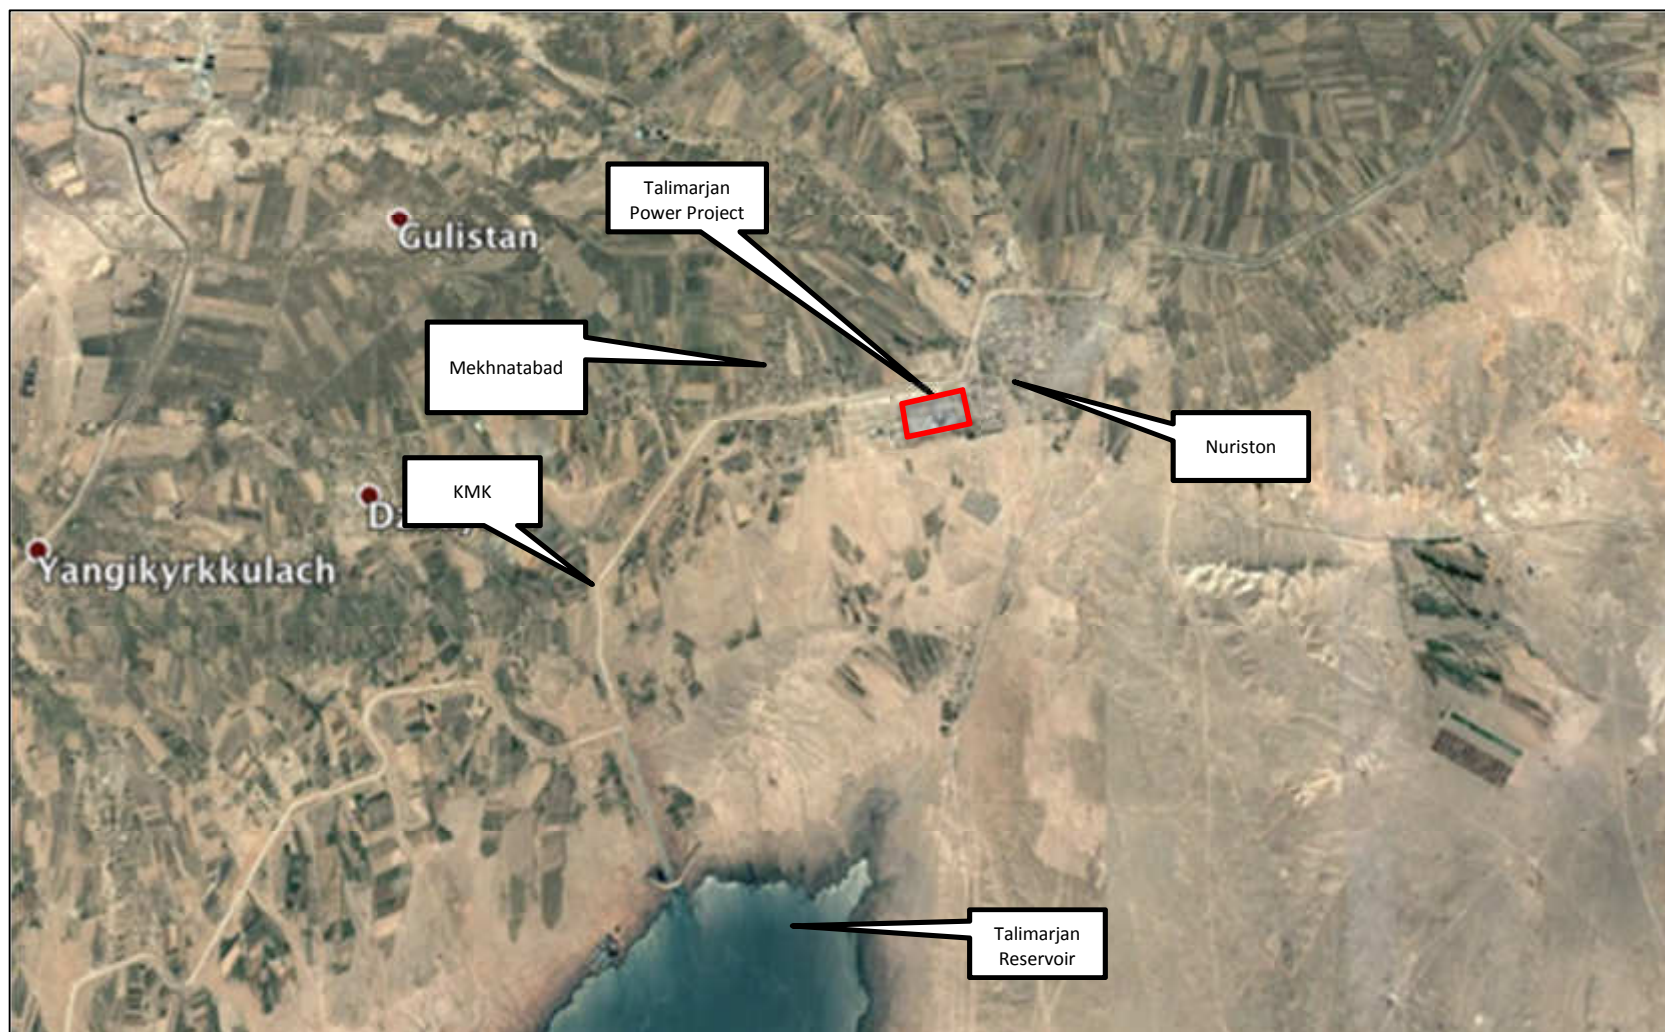 Talimarjan
Power Project
Gulistan
Mekhnatabad
Nuriston
KMK
Yangikyrkkulach
Talimarjan
Reservoir